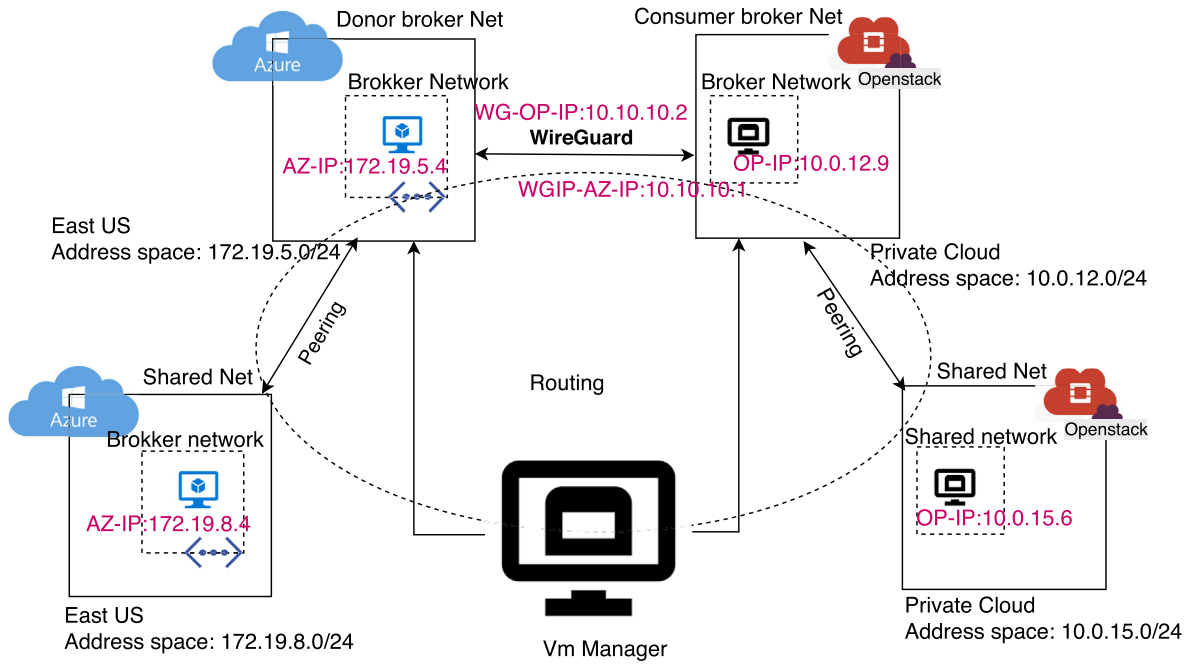 Donor broker Net
Consumer broker Net
Azure
Openstack
Brokker Network
Broker Network
WG-OP-IP:10.10.10.2
WireGuard
AZ-IP:172.19.5.4
OP-IP:10.0.12.9
WGIP-AZ-IP:10.10.10.1
East US
Address space: 172.19.5.0/24
Private Cloud
Address space: 10.0.12.0/24
Peering
Peering
Shared Net
Routing
Shared Net
Azure
Openstack
Brokker network
Shared network
AZ-IP:172.19.8.4
OP-IP:10.0.15.6
East US
Address space: 172.19.8.0/24
Private Cloud
Address space: 10.0.15.0/24
Vm Manager